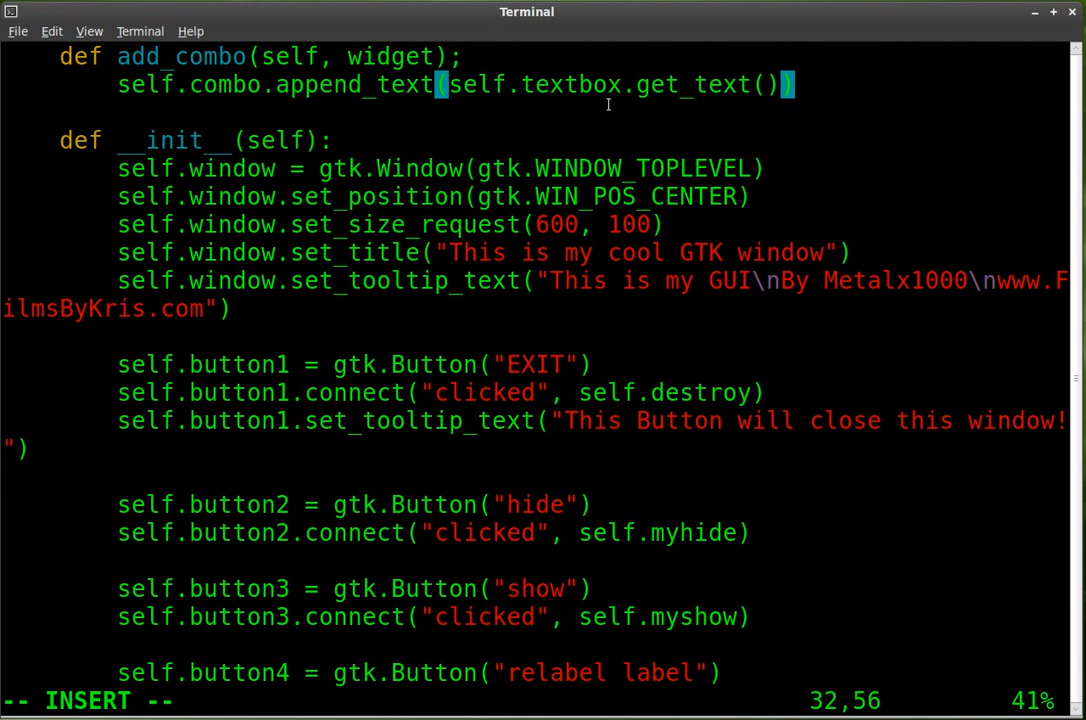 Terminal
File Edit View Terminal Help
def add_combo(self, widget);
self.combo.append_text(self.textbox.get_text())
def __init__(self):
self.window = gtk.Window(gtk.WINDOW_TOPLEVEL)
self.window.set_position(gtk.WIN_POS_CENTER)
self.window.set_size_request(600, 100)
self.window.set_title("This is my cool GTK window")
self.window.set_tooltip_text("This is my GUI\nBy Metalx1000\nwww.F
ilmsByKris.com")
self.button1 = gtk.Button("EXIT")
self.button1.connect("clicked", self.destroy)
self.button1.set_tooltip_text("This Button will close this window!
")
self.button2 = gtk.Button("hide")
self.button2.connect("clicked", self.myhide)
self.button3 = gtk.Button("show")
self.button3.connect("clicked", self.myshow)
self.button4 = gtk.Button("relabel label")
-- INSERT -- 32,56 41%